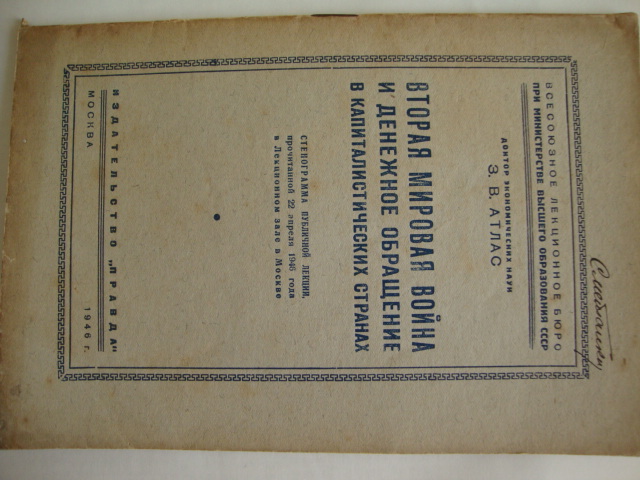 ВСЕСОЮЗНОЕ ЛЕКЦИОННОЕ БЮРО
ПРИ МИНИСТЕРСТВЕ ВЫСШЕГО ОБРАЗОВАНИЯ СССР
ДОКТОР ЭКОНОМИЧЕСКИХ НАУК
З. В. АТЛАС
ВТОРАЯ МИРОВАЯ ВОЙНА
И ДЕНЕЖНОЕ ОБРАЩЕНИЕ
В КАПИТАЛИСТИЧЕСКИХ СТРАНАХ
СТЕНОГРАММА ПУБЛИЧНОЙ ЛЕКЦИИ,
прочитанной 22 апреля 1946 года
в Лекционном зале в Москве
ИЗДАТЕЛЬСТВО „ПРАВДА"
МОСКВА 1946 г.